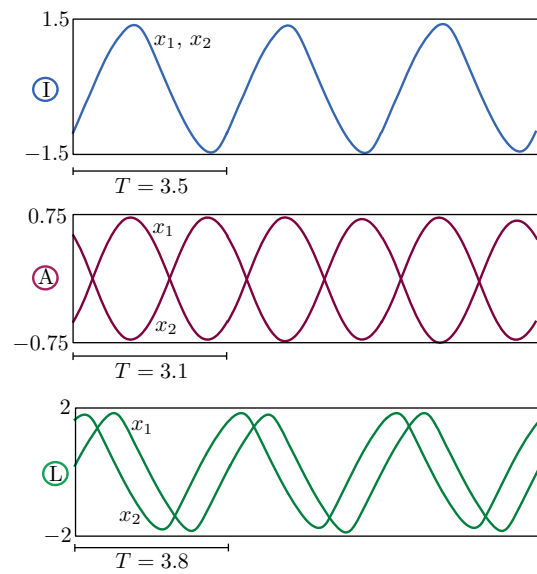 1.5
x₁, x₂
I
−1.5
T = 3.5
0.75
x₁
A
x₂
−0.75
T = 3.1
2
x₁
L
x₂
−2
T = 3.8